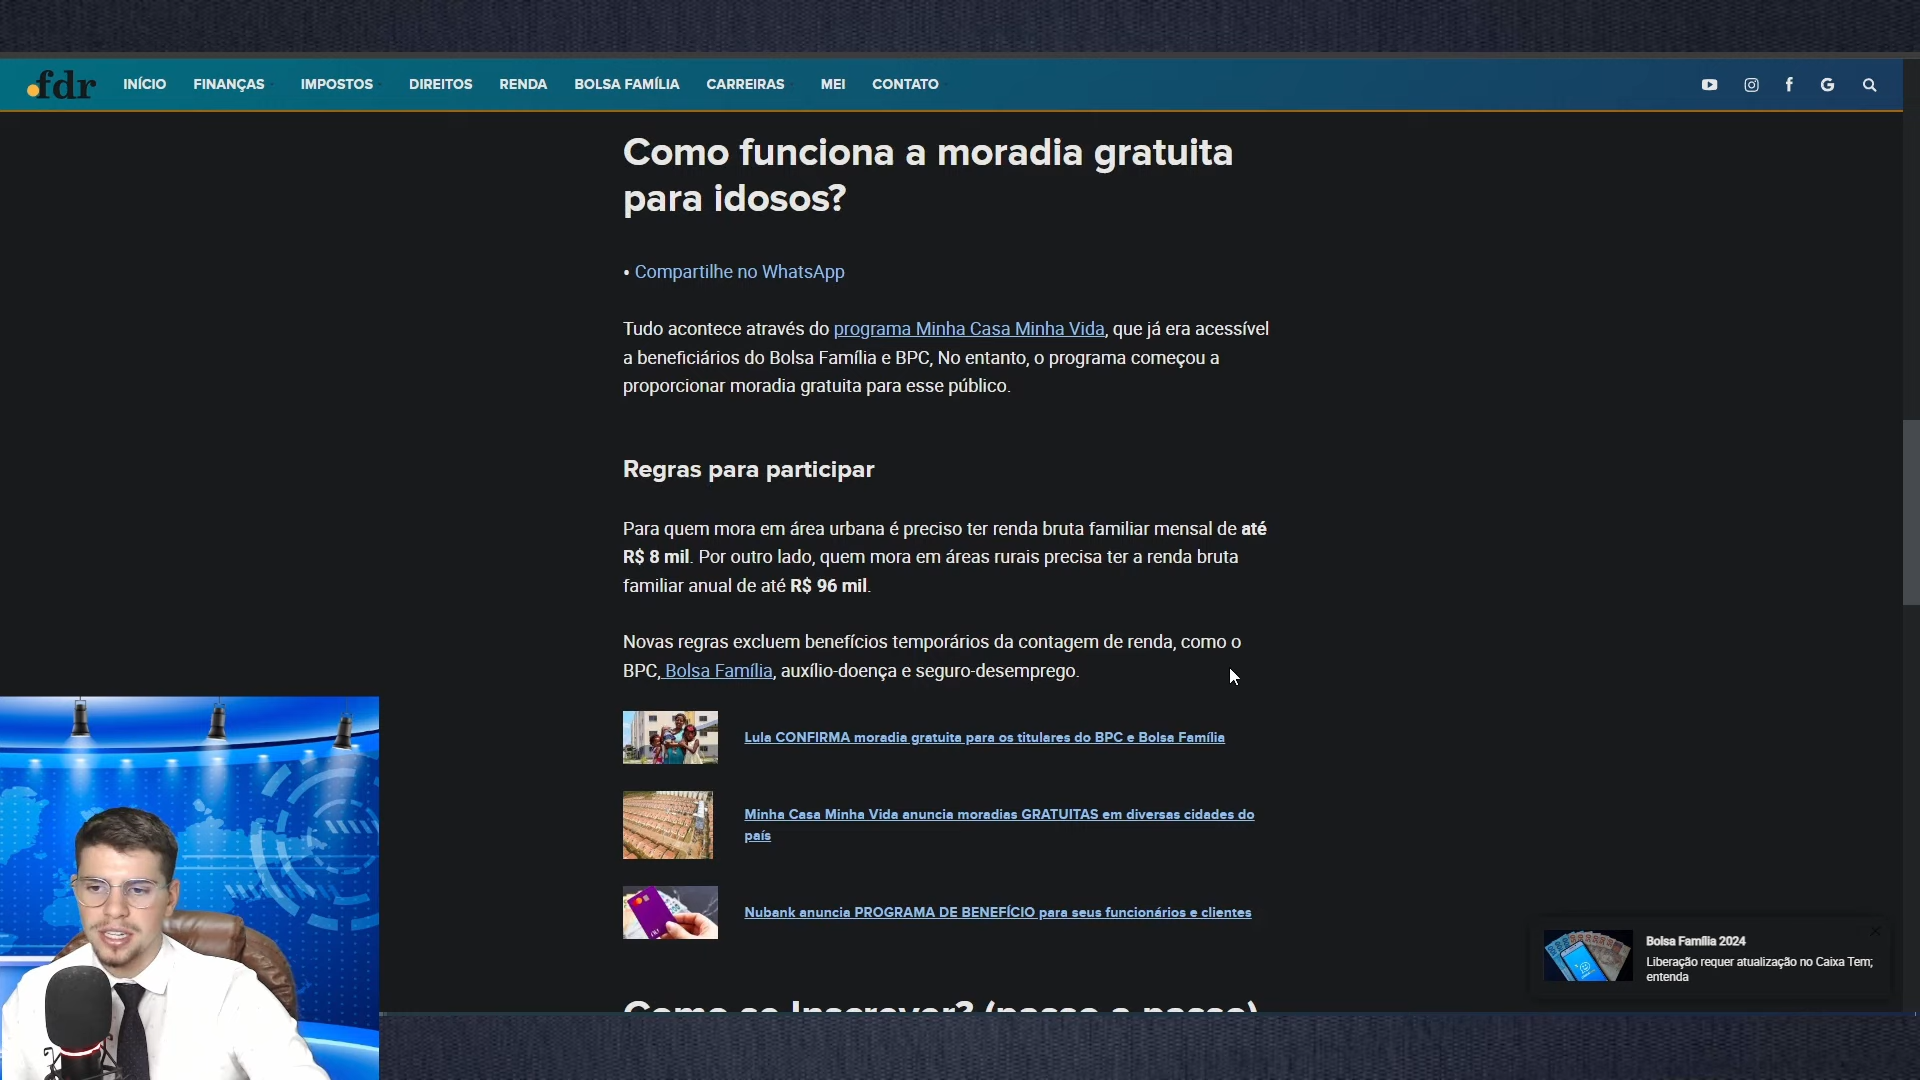 fdr
INÍCIO FINANÇAS IMPOSTOS DIREITOS RENDA BOLSA FAMÍLIA CARREIRAS MEI CONTATO
Como funciona a moradia gratuita
para idosos?
• Compartilhe no WhatsApp
Tudo acontece através do programa Minha Casa Minha Vida, que já era acessível
a beneficiários do Bolsa Família e BPC, No entanto, o programa começou a
proporcionar moradia gratuita para esse público.
Regras para participar
Para quem mora em área urbana é preciso ter renda bruta familiar mensal de até
R$ 8 mil. Por outro lado, quem mora em áreas rurais precisa ter a renda bruta
familiar anual de até R$ 96 mil.
Novas regras excluem benefícios temporários da contagem de renda, como o
BPC, Bolsa Família, auxílio-doença e seguro-desemprego.
Lula CONFIRMA moradia gratuita para os titulares do BPC e Bolsa Família
Minha Casa Minha Vida anuncia moradias GRATUITAS em diversas cidades do
país
Nubank anuncia PROGRAMA DE BENEFÍCIO para seus funcionários e clientes
Como se Inscrever? (passo a passo)
Bolsa Família 2024
Liberação requer atualização no Caixa Tem;
entenda